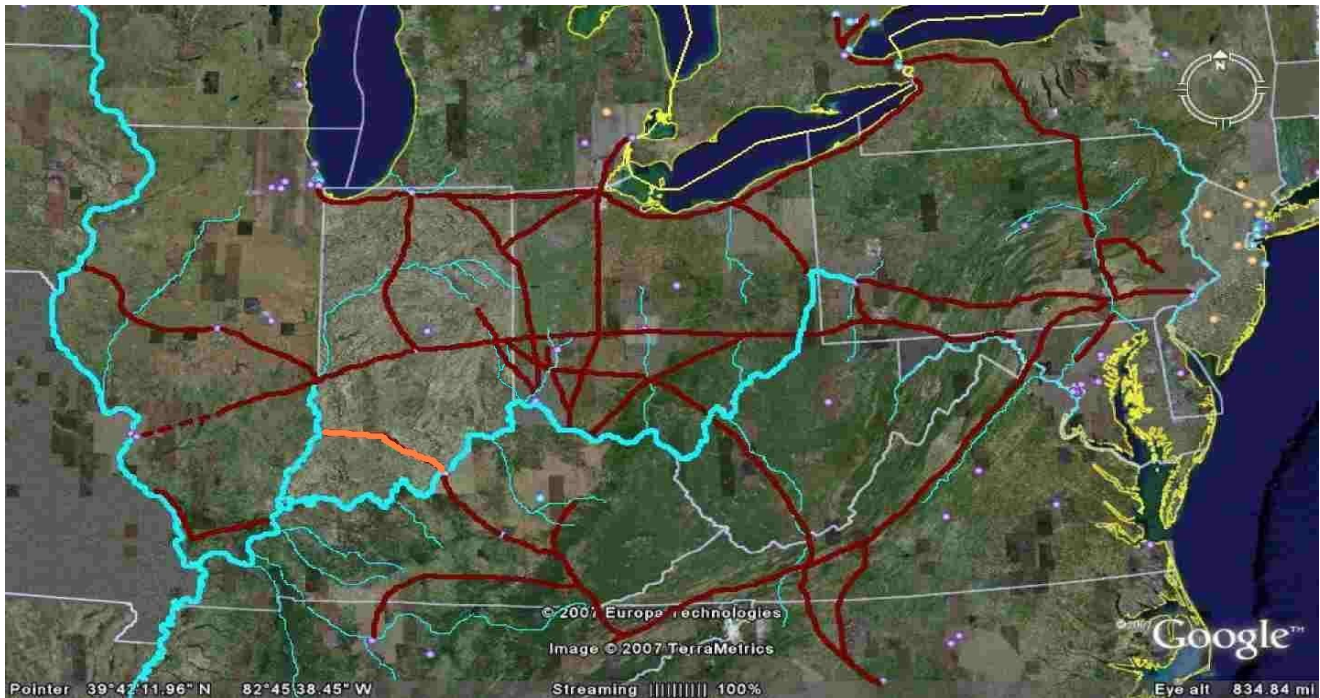 N
© 2007 Europa Technologies
Image © 2007 TerraMetrics
©2007 Google™
Pointer 39°42'11.96" N 82°45'38.45" W Streaming ||||||||| 100% Eye alt 834.84 mi